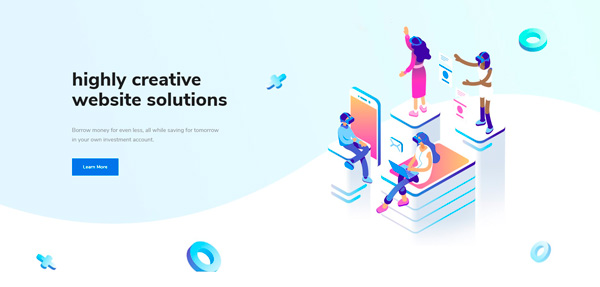 highly creative
website solutions
Borrow money for even less, all while saving for tomorrow
in your own investment account.
Learn More